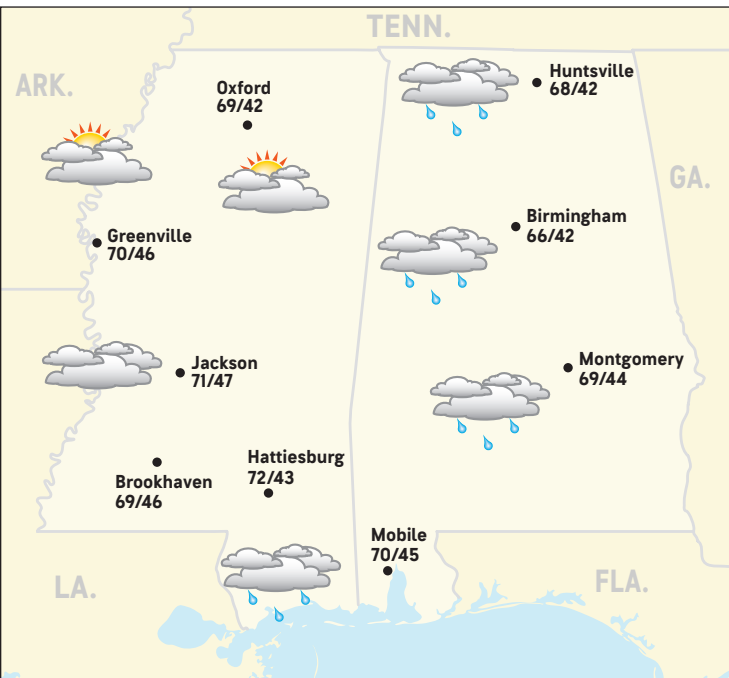 TENN.
ARK.
Oxford
69/42
Huntsville
68/42
GA.
Greenville
70/46
Birmingham
66/42
Jackson
71/47
Montgomery
69/44
Brookhaven
69/46
Hattiesburg
72/43
Mobile
70/45
LA.
FLA.